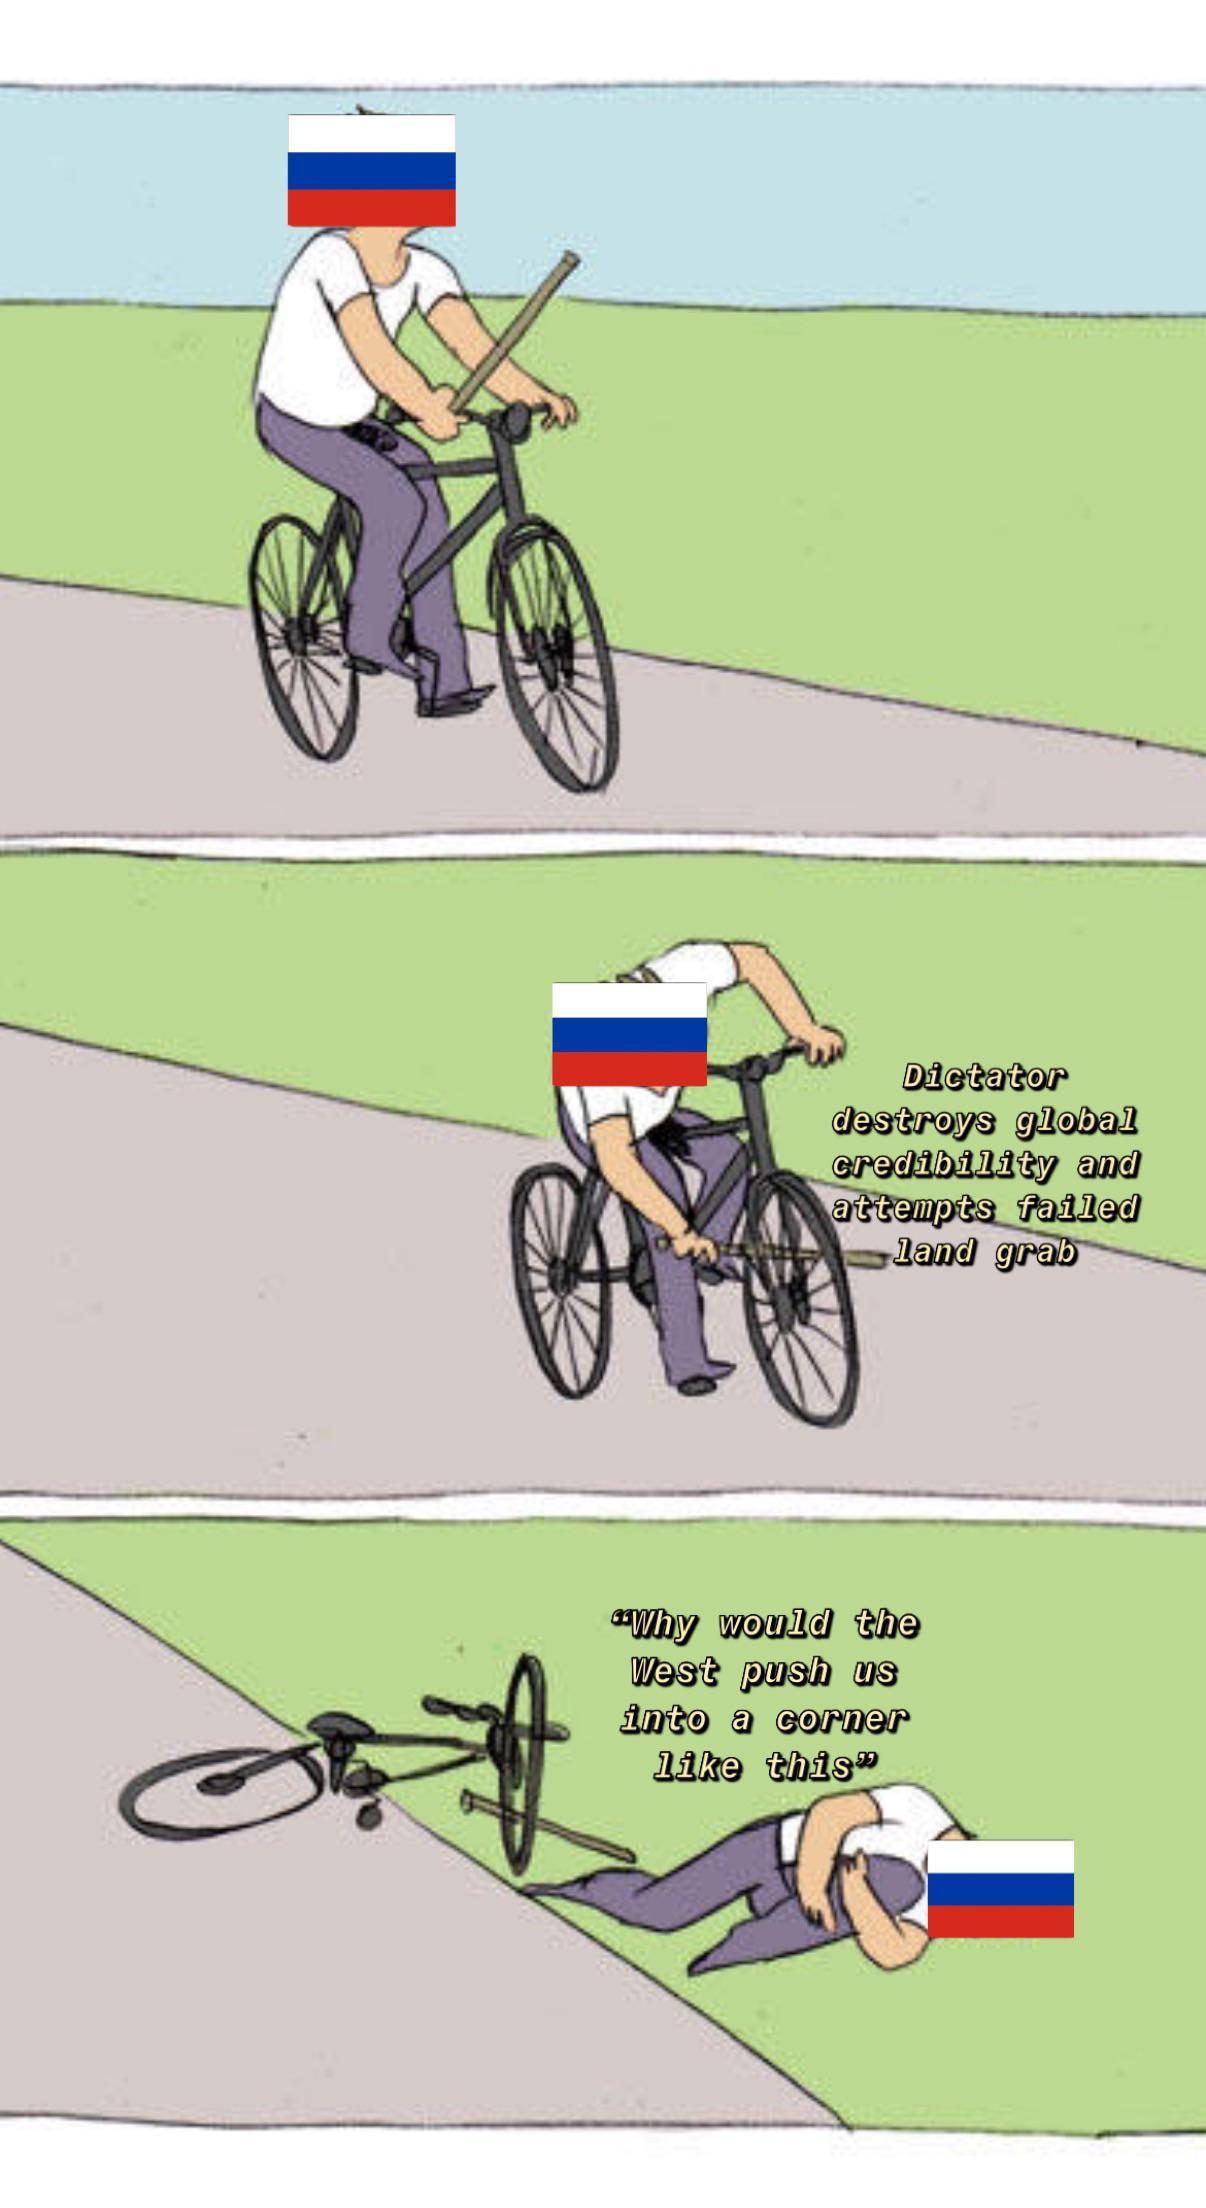 Dictator
destroys global
credibility and
attempts failed
land grab
“Why would the
West push us
into a corner
like this”